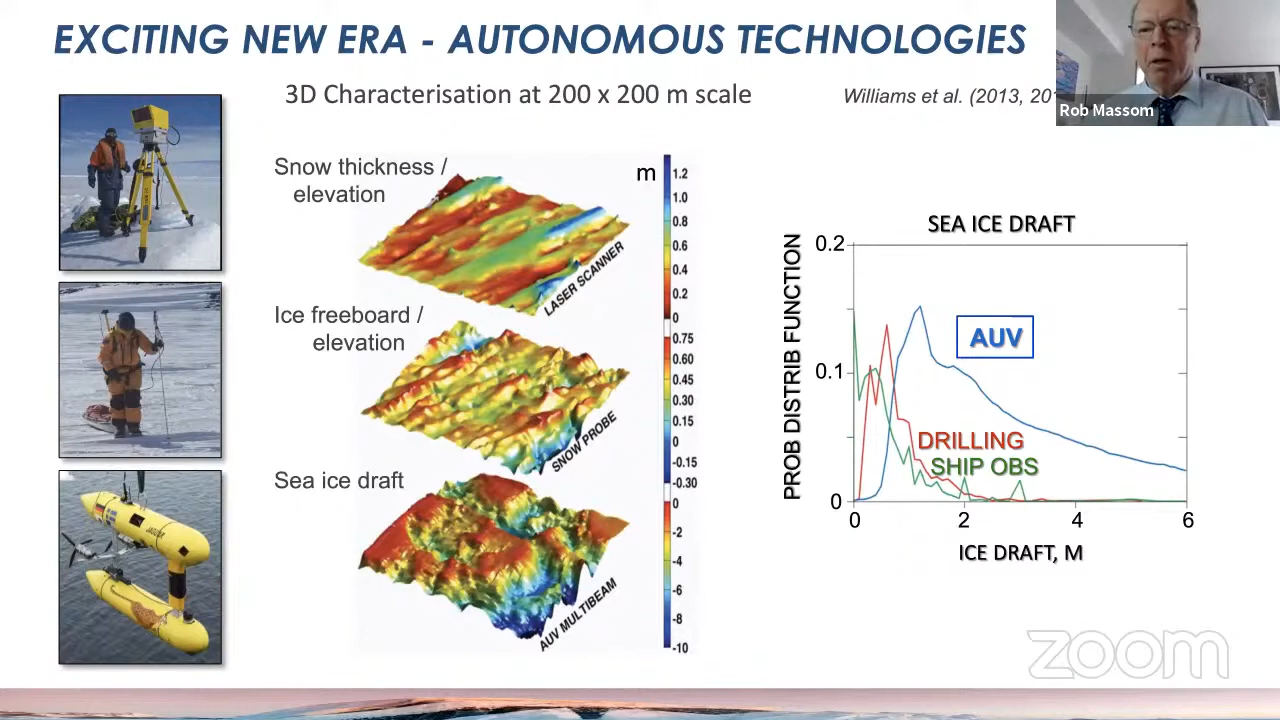 EXCITING NEW ERA - AUTONOMOUS TECHNOLOGIES
3D Characterisation at 200 x 200 m scale
Williams et al. (2013,
Rob Massom
Snow thickness /
elevation
LASER SCANNER
Ice freeboard /
elevation
SNOW PROBE
Sea ice draft
AUV MULTIBEAM
m
1.2
1.0
0.8
0.6
0.4
0.2
0
0.75
0.60
0.45
0.30
0.15
0
-0.15
-0.30
0
-2
-4
-6
-8
-10
SEA ICE DRAFT
PROB DISTRIB FUNCTION
0.2
0.1
0
AUV
DRILLING
SHIP OBS
0 2 4 6
ICE DRAFT, M
JAGUAR
zoom